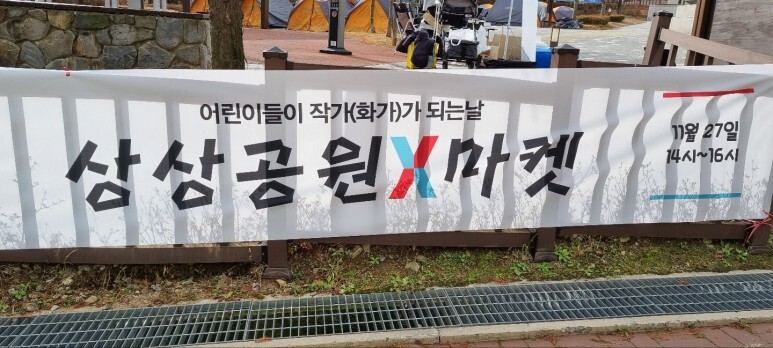 어린이들이 작가(화가)가 되는날
상상공원X마켓
11월 27일
14시~16시